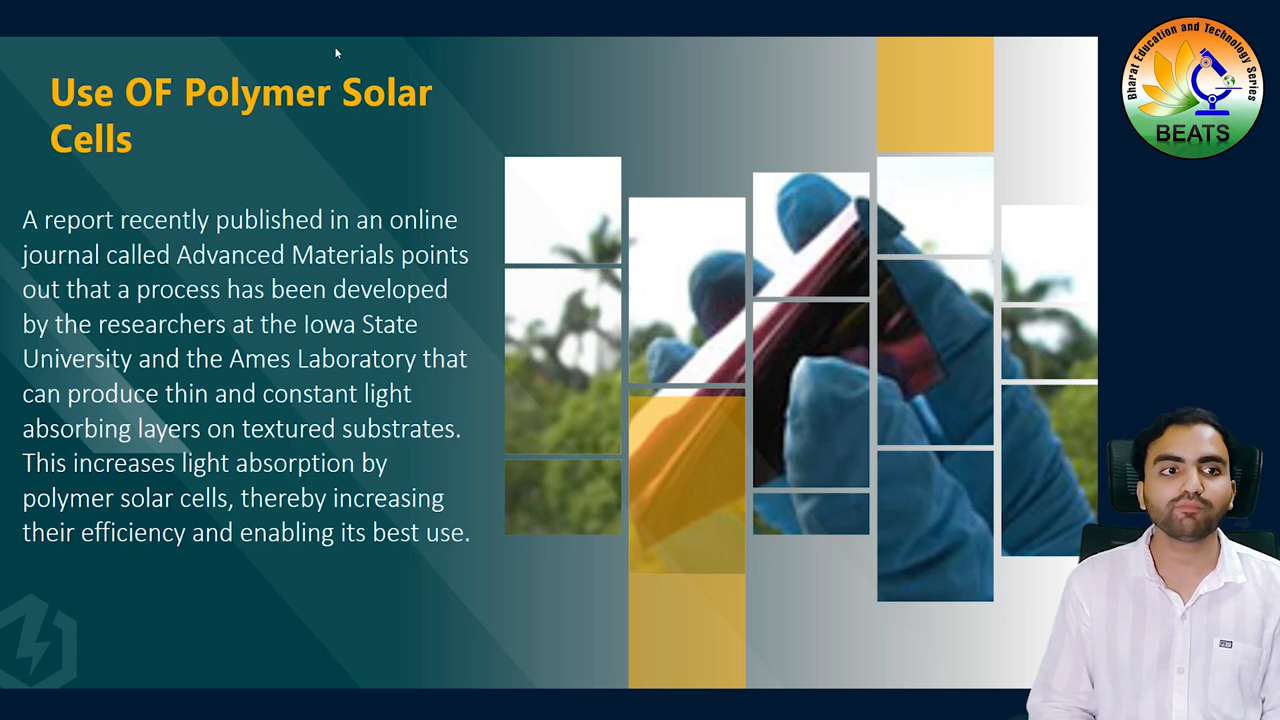 Use OF Polymer Solar
Cells
A report recently published in an online
journal called Advanced Materials points
out that a process has been developed
by the researchers at the Iowa State
University and the Ames Laboratory that
can produce thin and constant light
absorbing layers on textured substrates.
This increases light absorption by
polymer solar cells, thereby increasing
their efficiency and enabling its best use.
Bharat Education and Technology Series
BEATS